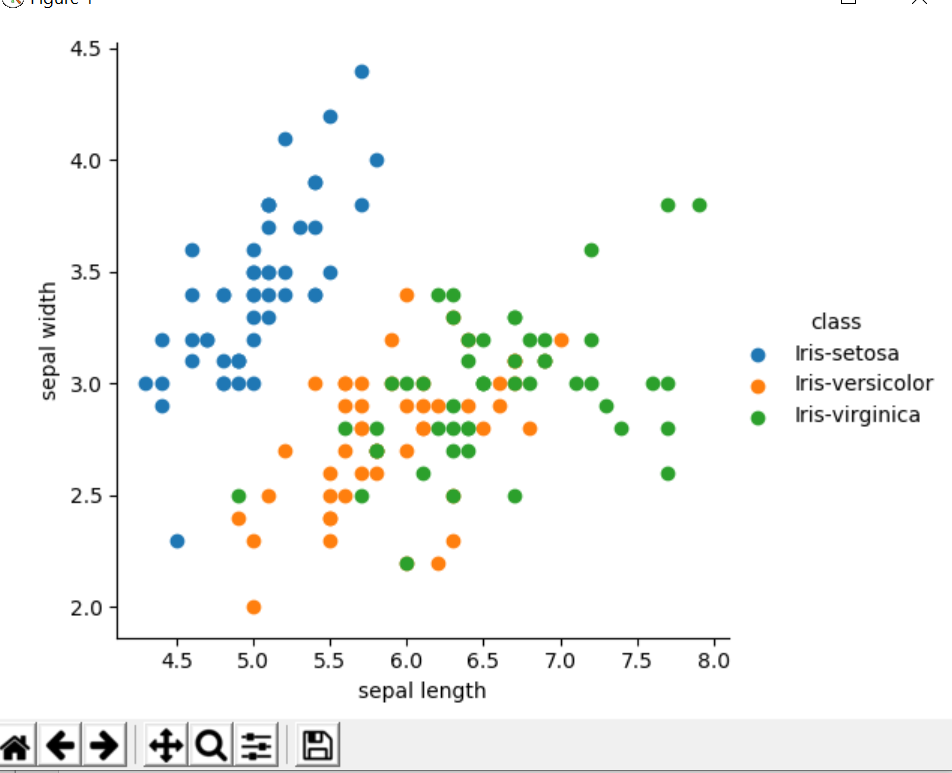 Figure 1
4.5
4.0
3.5
3.0
2.5
2.0
sepal width
4.5 5.0 5.5 6.0 6.5 7.0 7.5 8.0
sepal length
class
Iris-setosa
Iris-versicolor
Iris-virginica